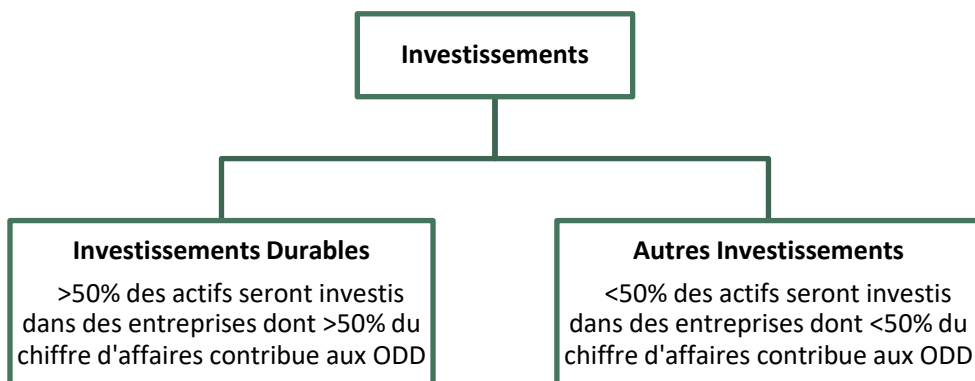 Investissements
Investissements Durables
>50% des actifs seront investis
dans des entreprises dont >50% du
chiffre d'affaires contribue aux ODD
Autres Investissements
<50% des actifs seront investis
dans des entreprises dont <50% du
chiffre d'affaires contribue aux ODD